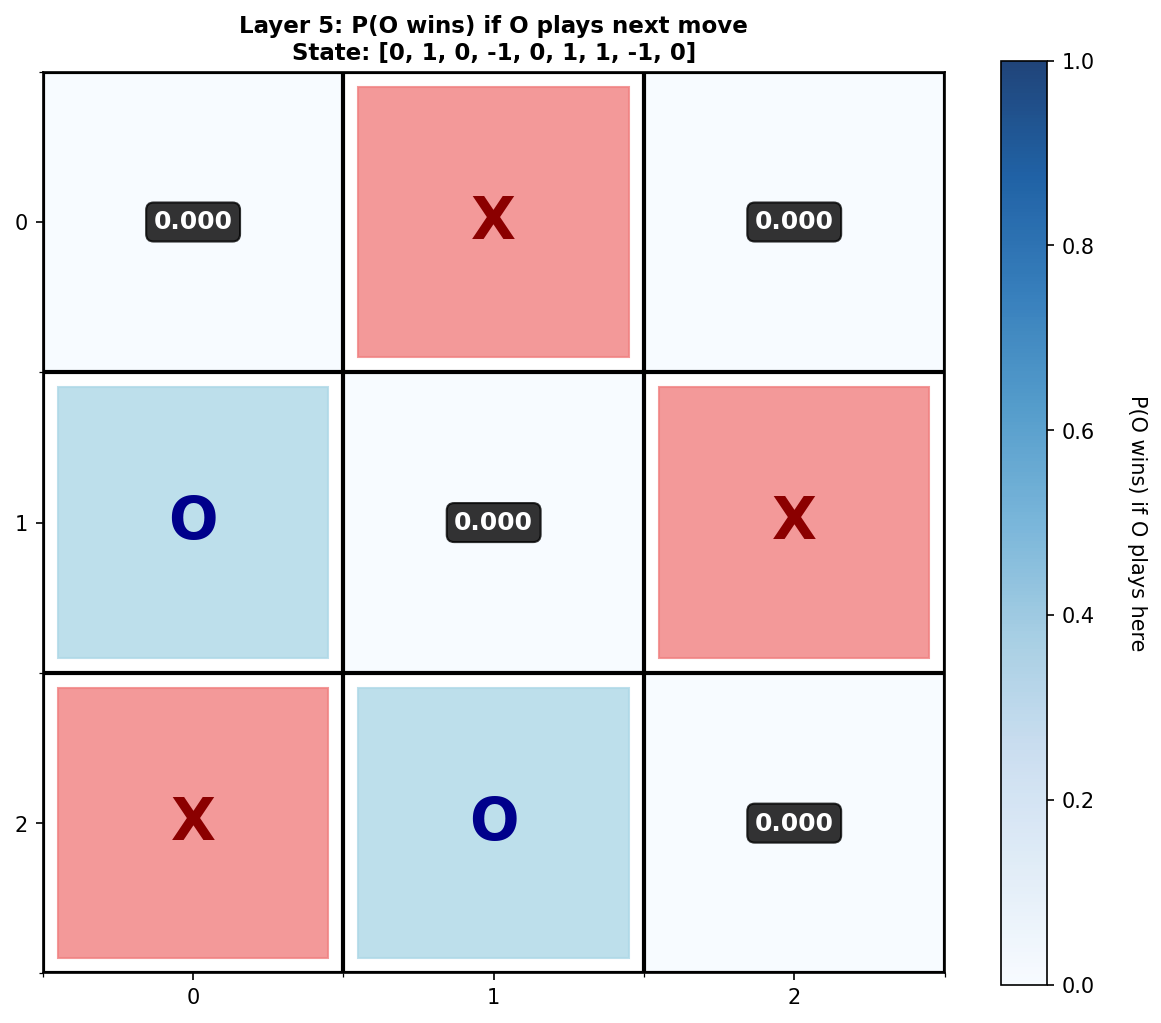 Layer 5: P(O wins) if O plays next move
State: [0, 1, 0, -1, 0, 1, 1, -1, 0]
0.000
X
0.000
0
O
0.000
X
1
X
O
0.000
2
0
1
2
1.0
0.8
0.6
0.4
0.2
0.0
P(O wins) if O plays here